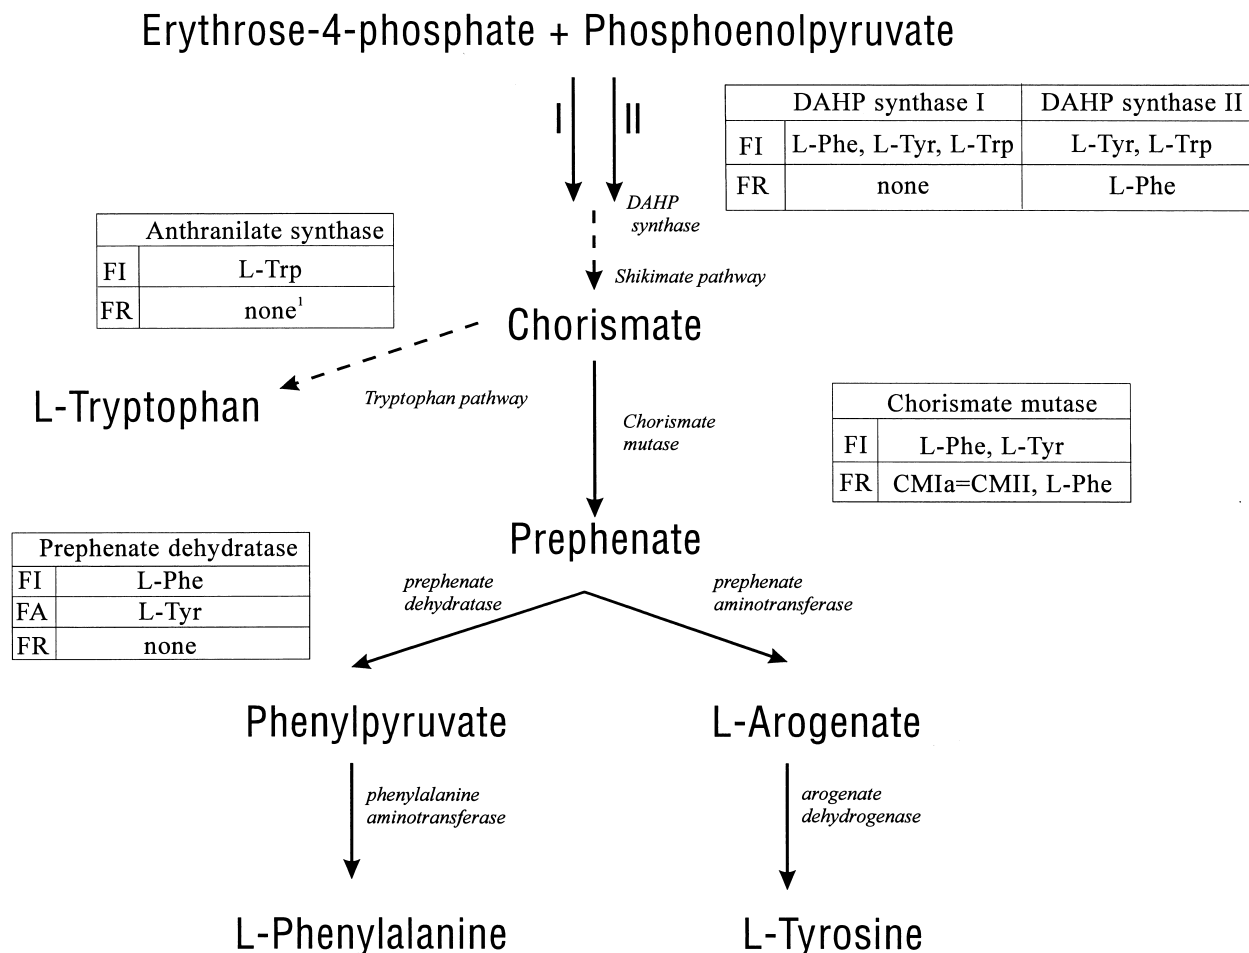 Erythrose-4-phosphate + Phosphoenolpyruvate
I II
DAHP synthase I DAHP synthase II
FI L-Phe, L-Tyr, L-Trp L-Tyr, L-Trp
FR none L-Phe
DAHP
synthase
Anthranilate synthase
FI L-Trp
FR none¹
Shikimate pathway
Chorismate
L-Tryptophan
Tryptophan pathway
Chorismate
mutase
Chorismate mutase
FI L-Phe, L-Tyr
FR CMIa=CMII, L-Phe
Prephenate
Prephenate dehydratase
FI L-Phe
FA L-Tyr
FR none
prephenate
dehydratase
prephenate
aminotransferase
Phenylpyruvate
L-Arogenate
phenylalanine
aminotransferase
arogenate
dehydrogenase
L-Phenylalanine
L-Tyrosine